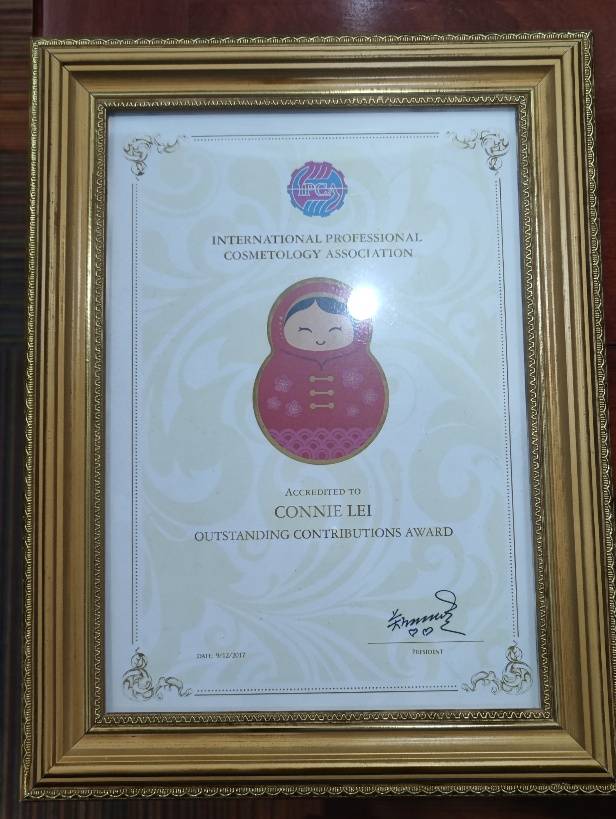 IPCA
INTERNATIONAL PROFESSIONAL
COSMETOLOGY ASSOCIATION
ACCREDITED TO
CONNIE LEI
OUTSTANDING CONTRIBUTIONS AWARD
DATE: 9/12/2017
PRESIDENT